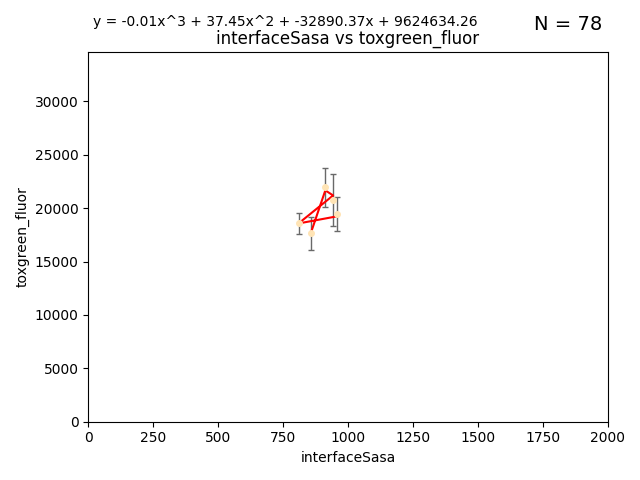 y = -0.01x^3 + 37.45x^2 + -32890.37x + 9624634.26
N = 78
interfaceSasa vs toxgreen_fluor
30000
25000
20000
15000
10000
5000
0
toxgreen_fluor
0 250 500 750 1000 1250 1500 1750 2000
interfaceSasa